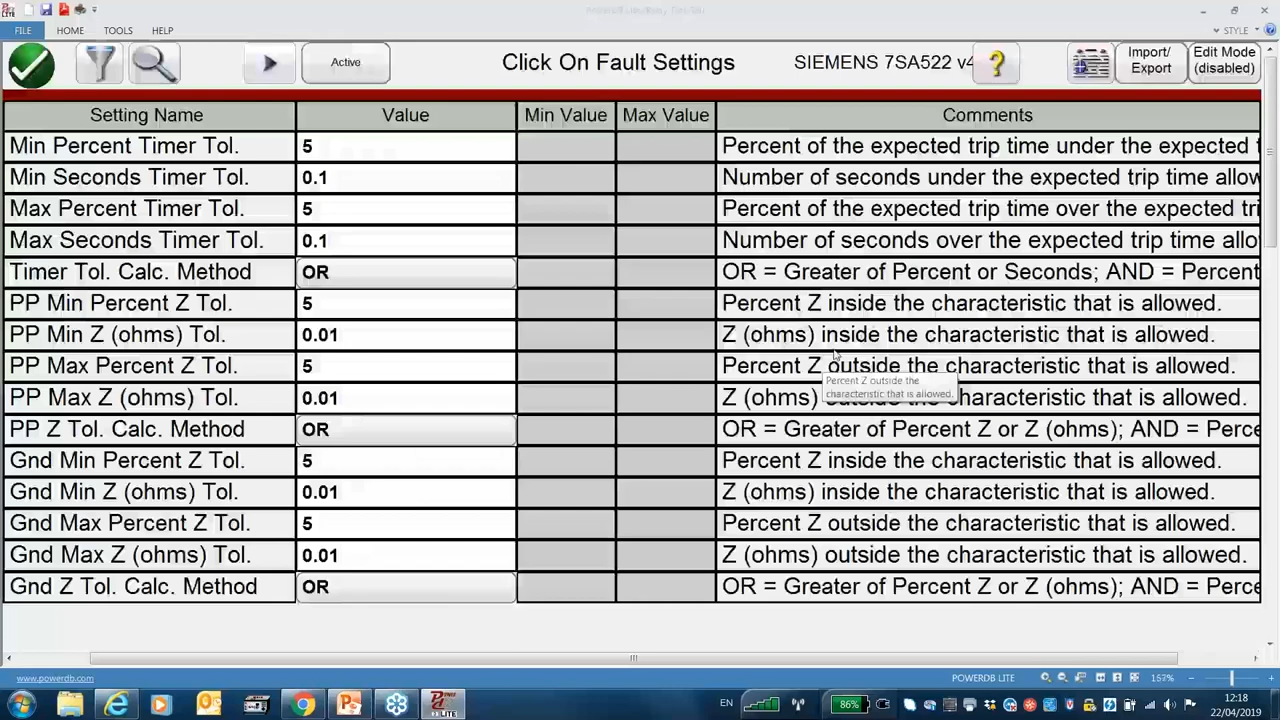 FILE HOME TOOLS HELP STYLE
Active
Click On Fault Settings
SIEMENS 7SA522 v4
Import/
Export
Edit Mode
(disabled)
Setting Name Value Min Value Max Value Comments
Min Percent Timer Tol. 5 Percent of the expected trip time under the expected t
Min Seconds Timer Tol. 0.1 Number of seconds under the expected trip time allow
Max Percent Timer Tol. 5 Percent of the expected trip time over the expected tri
Max Seconds Timer Tol. 0.1 Number of seconds over the expected trip time allo
Timer Tol. Calc. Method OR OR = Greater of Percent or Seconds; AND = Percent
PP Min Percent Z Tol. 5 Percent Z inside the characteristic that is allowed.
PP Min Z (ohms) Tol. 0.01 Z (ohms) inside the characteristic that is allowed.
PP Max Percent Z Tol. 5 Percent Z outside the characteristic that is allowed.
Percent Z outside the
characteristic that is allowed.
PP Max Z (ohms) Tol. 0.01 Z (ohms) outside the characteristic that is allowed.
PP Z Tol. Calc. Method OR OR = Greater of Percent Z or Z (ohms); AND = Perce
Gnd Min Percent Z Tol. 5 Percent Z inside the characteristic that is allowed.
Gnd Min Z (ohms) Tol. 0.01 Z (ohms) inside the characteristic that is allowed.
Gnd Max Percent Z Tol. 5 Percent Z outside the characteristic that is allowed.
Gnd Max Z (ohms) Tol. 0.01 Z (ohms) outside the characteristic that is allowed.
Gnd Z Tol. Calc. Method OR OR = Greater of Percent Z or Z (ohms); AND = Perce
www.powerdb.com POWERDB LITE 157%
EN 86% 12:18
22/04/2019